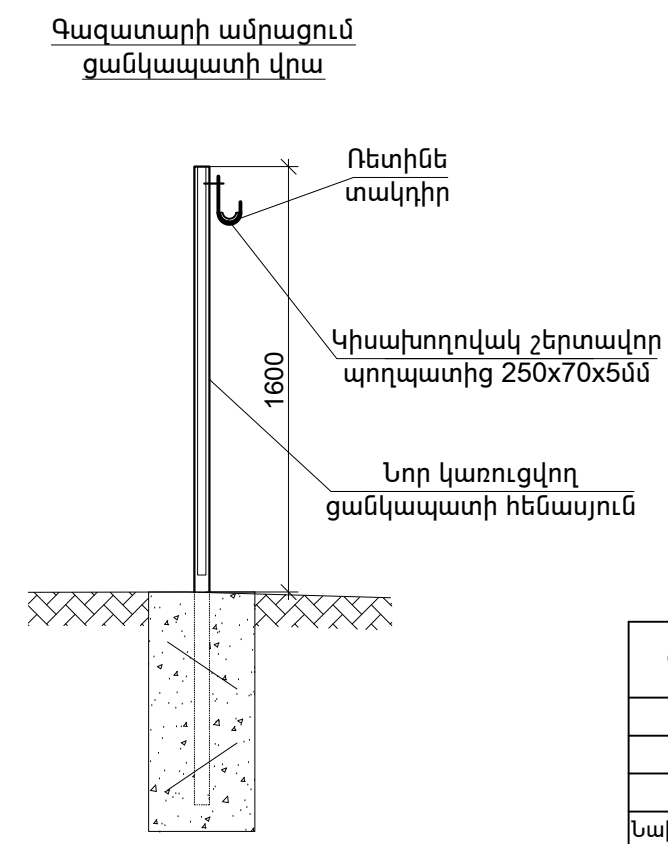 Գազատարի ամրացում
ցանկապատի վրա
Ռետինե
տակդիր
Կիսախողովակ շերտավոր
պողպատից 250x70x5մմ
1600
Նոր կառուցվող
ցանկապատի հենասյուն